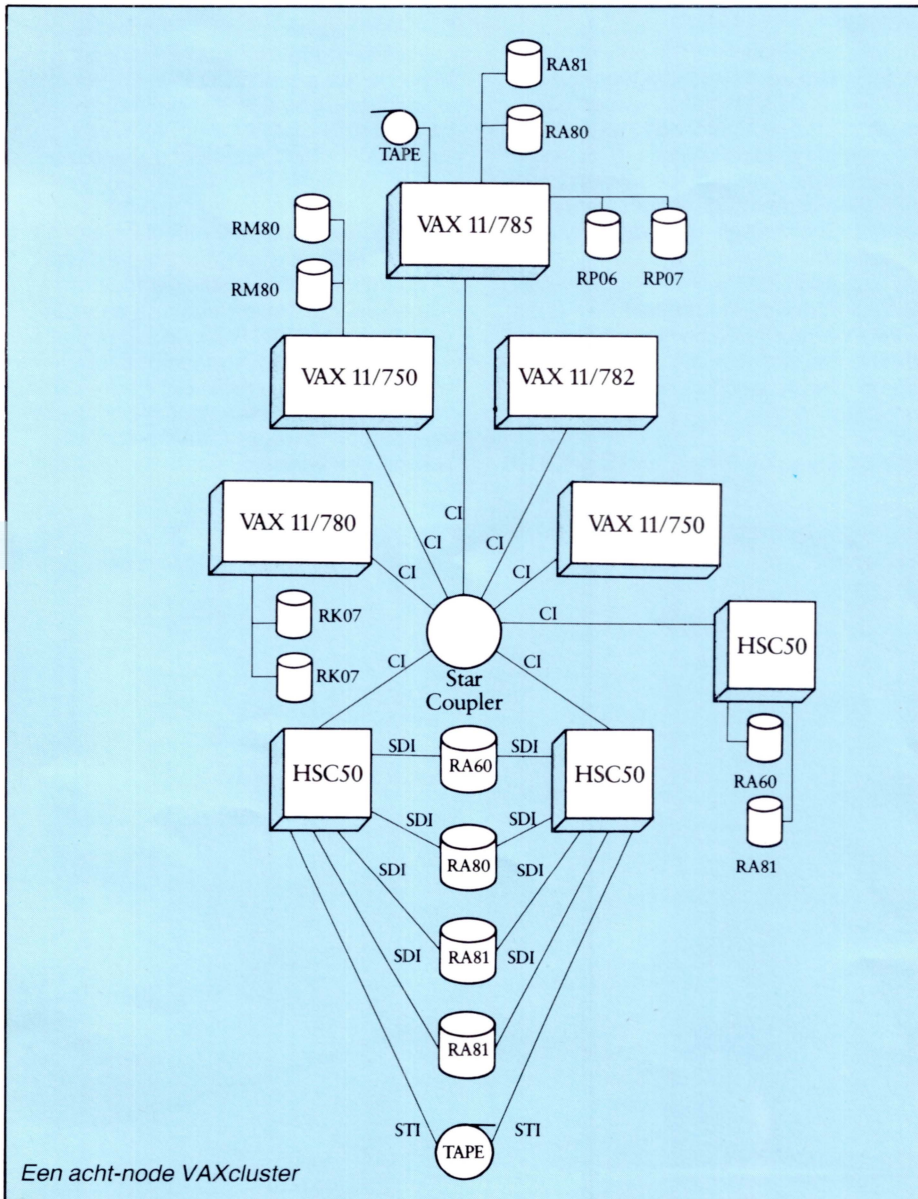 RA81
RA80
TAPE
VAX 11/785
RM80
RM80
RP06 RP07
VAX 11/750
VAX 11/782
VAX 11/780
VAX 11/750
CI
CI
CI
CI
CI
CI
RK07
RK07
HSC50
CI
CI
Star
Coupler
RA60
RA81
HSC50
SDI
RA60
SDI
HSC50
SDI
SDI
RA80
SDI
SDI
RA81
SDI
SDI
RA81
STI
STI
TAPE
Een acht-node VAXcluster